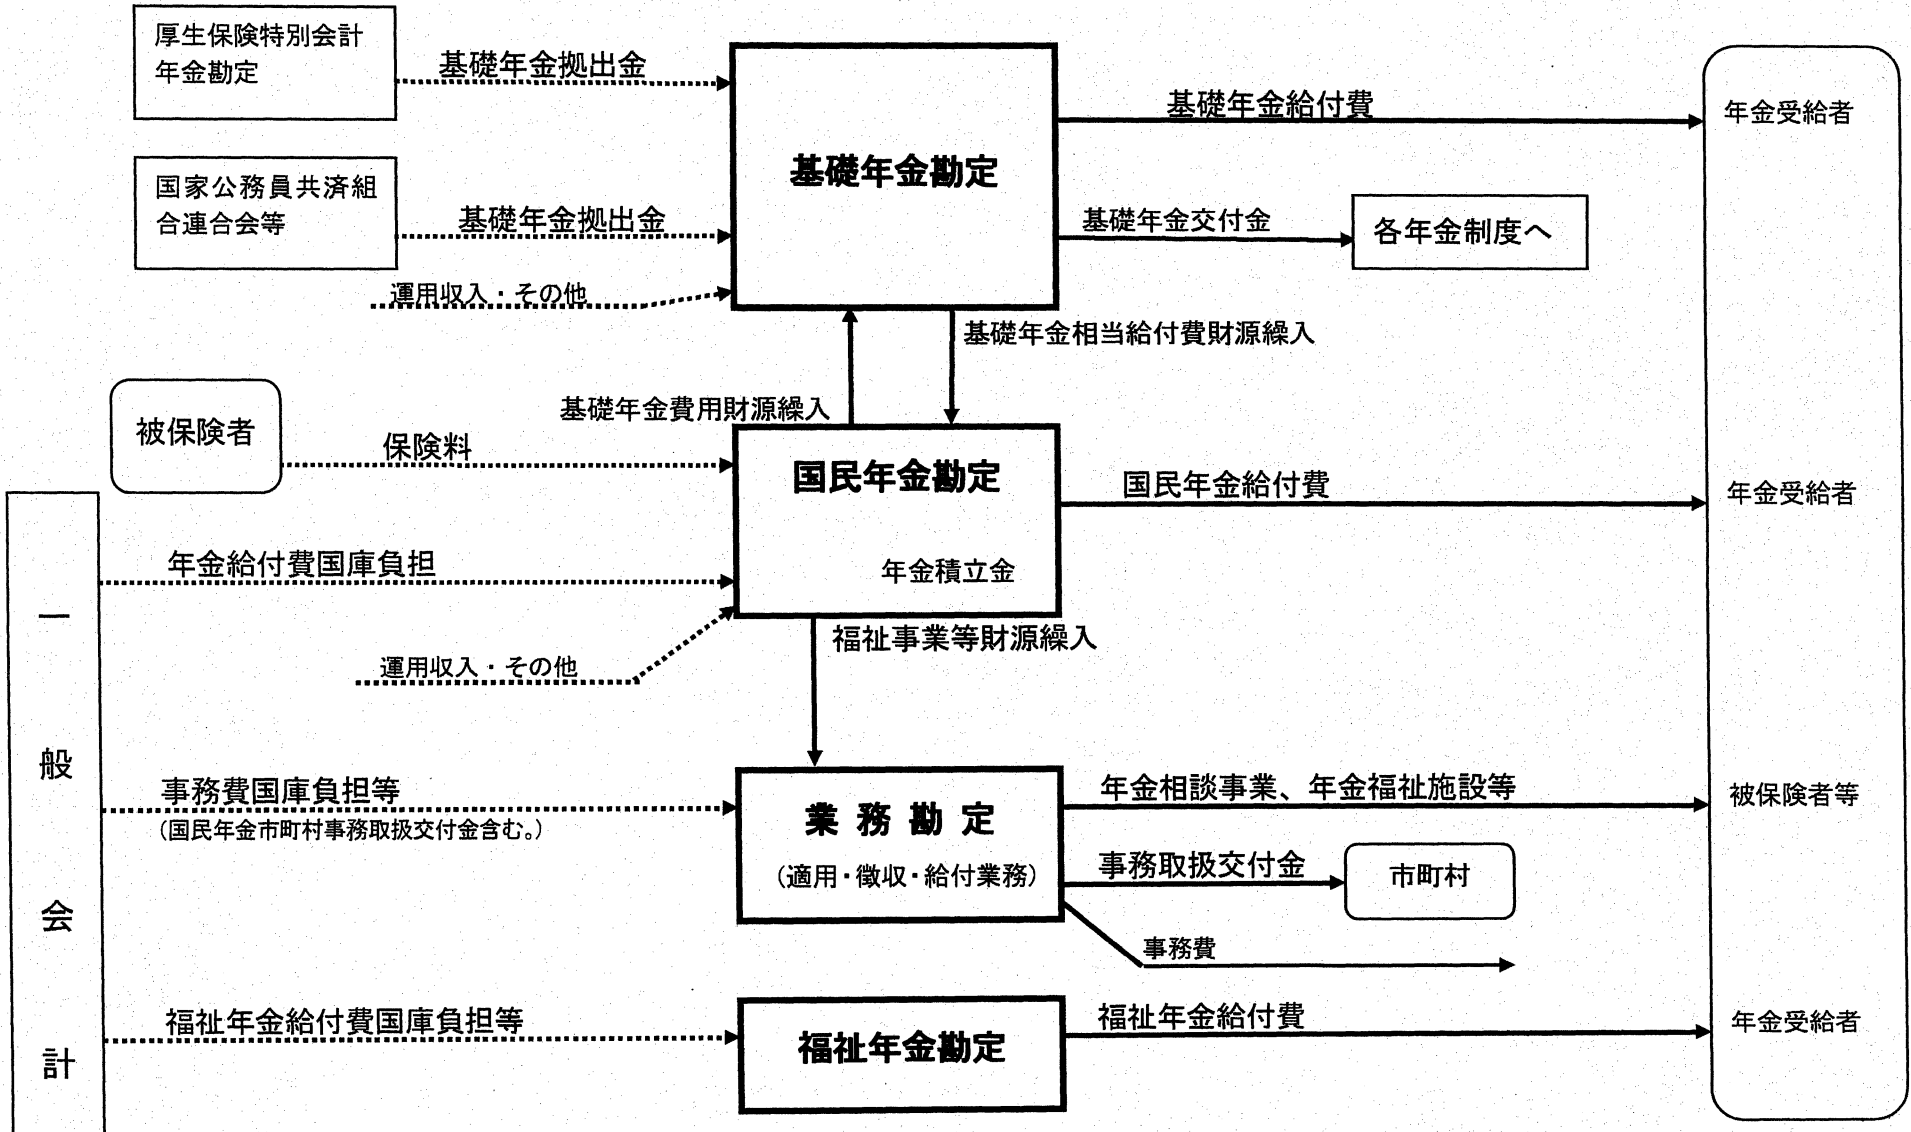 厚生保険特別会計
年金勘定
基礎年金拠出金
国家公務員共済組
合連合会等
基礎年金拠出金
運用収入・その他
基礎年金勘定
基礎年金給付費
年金受給者
基礎年金交付金
各年金制度へ
基礎年金相当給付費財源繰入
基礎年金費用財源繰入
被保険者
保険料
国民年金勘定
年金積立金
国民年金給付費
年金受給者
年金給付費国庫負担
運用収入・その他
福祉事業等財源繰入
一般会計
事務費国庫負担等
（国民年金市町村事務取扱交付金含む。）
業務勘定
（適用・徴収・給付業務）
年金相談事業、年金福祉施設等
被保険者等
事務取扱交付金
市町村
事務費
福祉年金給付費国庫負担等
福祉年金勘定
福祉年金給付費
年金受給者